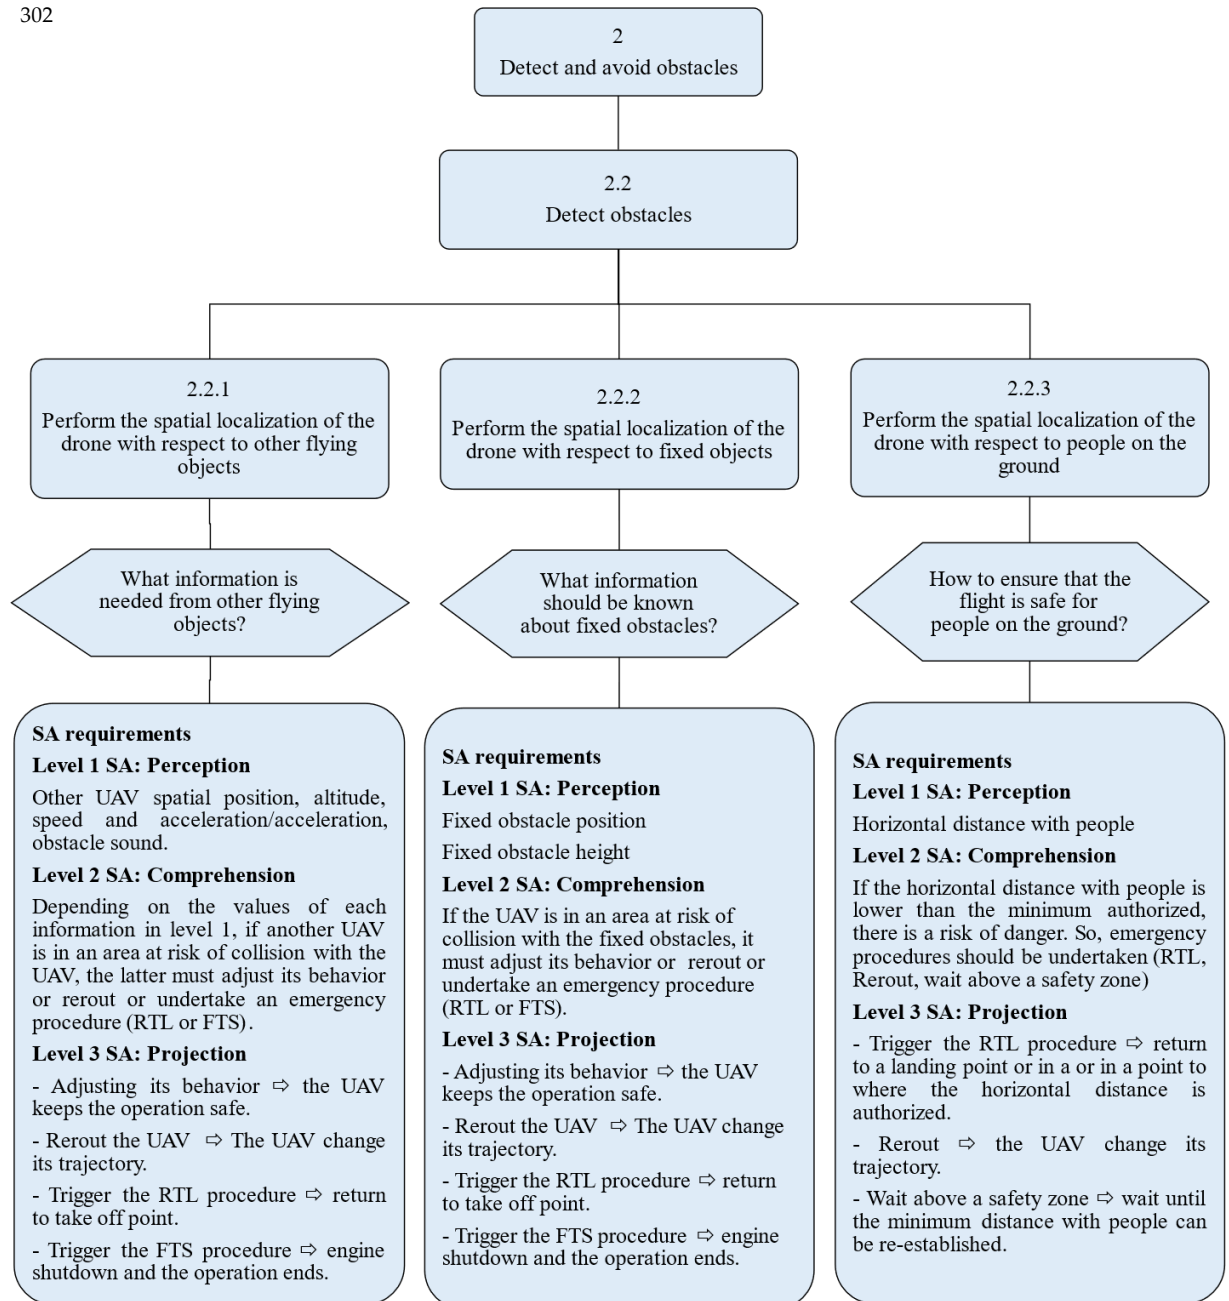 302
2
Detect and avoid obstacles
2.2
Detect obstacles
2.2.1
Perform the spatial localization of the
drone with respect to other flying
objects
2.2.2
Perform the spatial localization of the
drone with respect to fixed objects
2.2.3
Perform the spatial localization of the
drone with respect to people on the
ground
What information is
needed from other flying
objects?
What information
should be known
about fixed obstacles?
How to ensure that the
flight is safe for
people on the ground?
SA requirements
Level 1 SA: Perception
Other UAV spatial position, altitude,
speed and acceleration/acceleration,
obstacle sound.
Level 2 SA: Comprehension
Depending on the values of each
information in level 1, if another UAV
is in an area at risk of collision with the
UAV, the latter must adjust its behavior
or rerout or undertake an emergency
procedure (RTL or FTS).
Level 3 SA: Projection
- Adjusting its behavior ⇨ the UAV
keeps the operation safe.
- Rerout the UAV ⇨ The UAV change
its trajectory.
- Trigger the RTL procedure ⇨ return
to take off point.
- Trigger the FTS procedure ⇨ engine
shutdown and the operation ends.
SA requirements
Level 1 SA: Perception
Fixed obstacle position
Fixed obstacle height
Level 2 SA: Comprehension
If the UAV is in an area at risk of
collision with the fixed obstacles, it
must adjust its behavior or rerout or
undertake an emergency procedure
(RTL or FTS).
Level 3 SA: Projection
- Adjusting its behavior ⇨ the UAV
keeps the operation safe.
- Rerout the UAV ⇨ The UAV change
its trajectory.
- Trigger the RTL procedure ⇨ return
to take off point.
- Trigger the FTS procedure ⇨ engine
shutdown and the operation ends.
SA requirements
Level 1 SA: Perception
Horizontal distance with people
Level 2 SA: Comprehension
If the horizontal distance with people is
lower than the minimum authorized,
there is a risk of danger. So, emergency
procedures should be undertaken (RTL,
Rerout, wait above a safety zone)
Level 3 SA: Projection
- Trigger the RTL procedure ⇨ return
to a landing point or in a or in a point to
where the horizontal distance is
authorized.
- Rerout ⇨ the UAV change its
trajectory.
- Wait above a safety zone ⇨ wait until
the minimum distance with people can
be re-established.